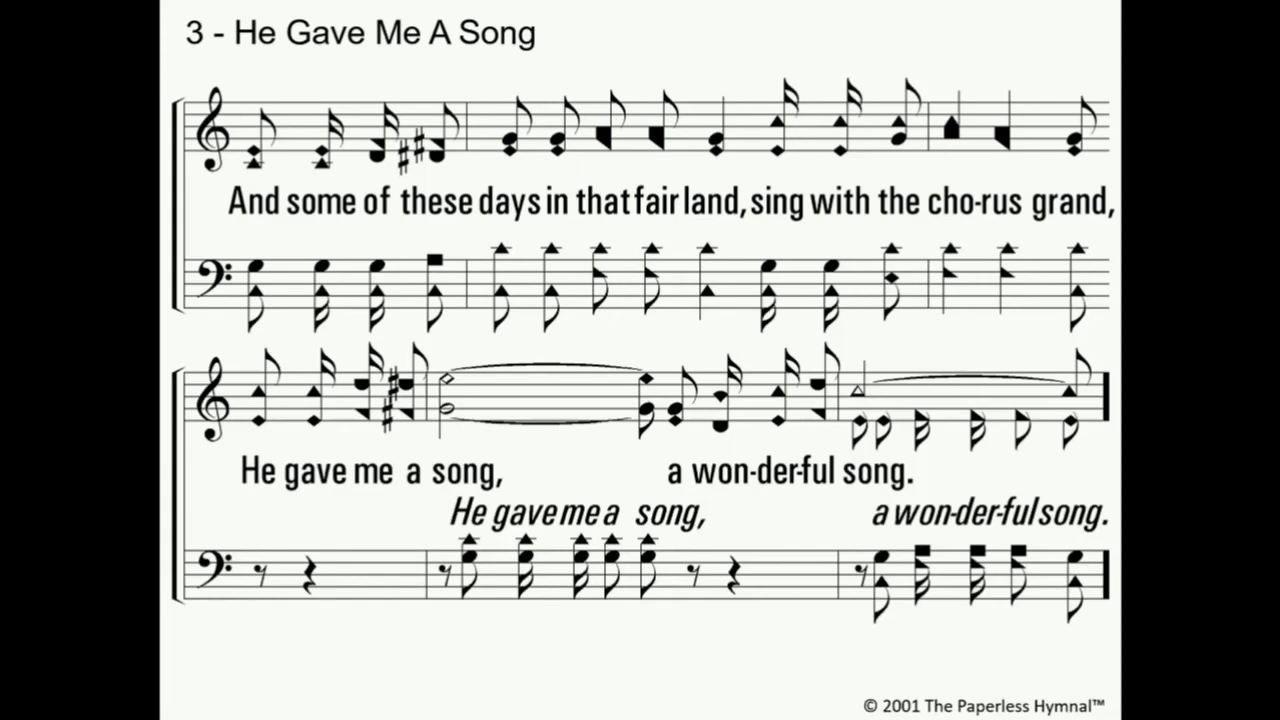 3 - He Gave Me A Song
And some of these days in that fair land, sing with the cho-rus grand,
He gave me a song, a won-der-ful song.
He gave me a song, a won-der-ful song.
© 2001 The Paperless Hymnal™